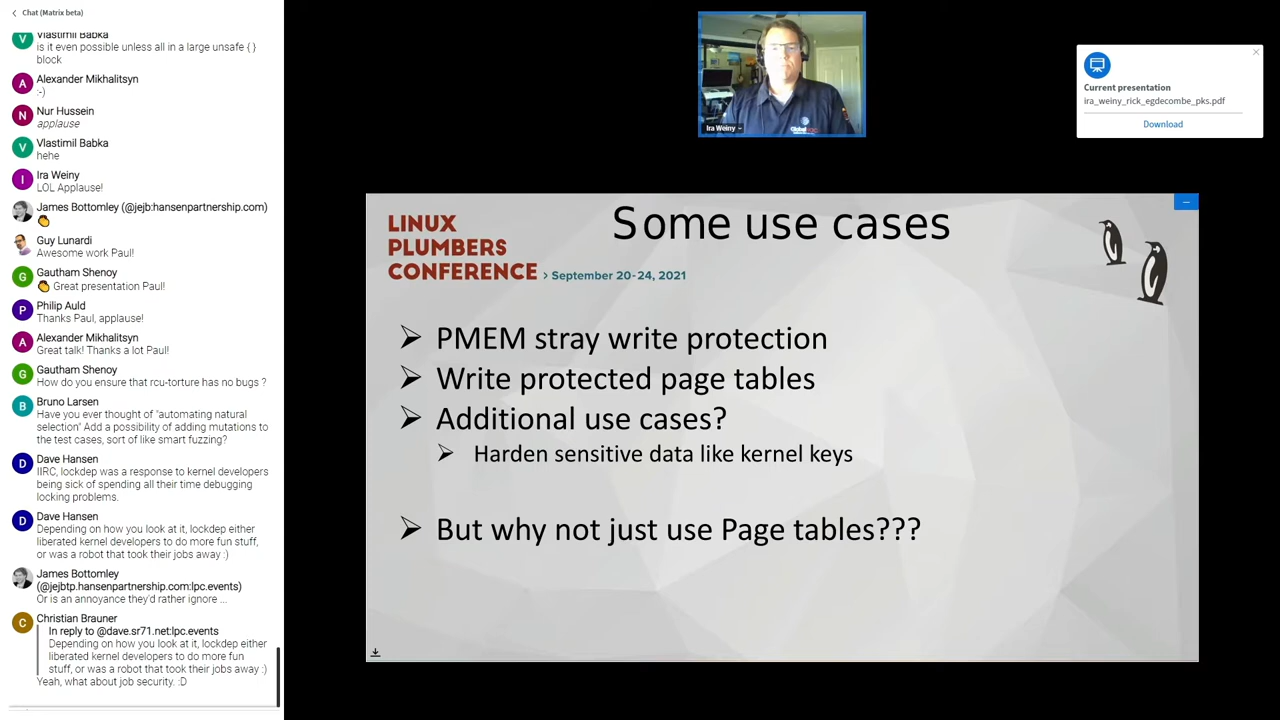 Chat (Matrix beta)
V
Vlastimil Babka
is it even possible unless all in a large unsafe { }
block
A
Alexander Mikhalitsyn
:-)
N
Nur Hussein
applause
V
Vlastimil Babka
hehe
I
Ira Weiny
LOL Applause!
James Bottomley (@jejb:hansenpartnership.com)
Guy Lunardi
Awesome work Paul!
G
Gautham Shenoy
Great presentation Paul!
P
Philip Auld
Thanks Paul, applause!
A
Alexander Mikhalitsyn
Great talk! Thanks a lot Paul!
G
Gautham Shenoy
How do you ensure that rcu-torture has no bugs ?
B
Bruno Larsen
Have you ever thought of "automating natural
selection" Add a possibility of adding mutations to
the test cases, sort of like smart fuzzing?
D
Dave Hansen
IIRC, lockdep was a response to kernel developers
being sick of spending all their time debugging
locking problems.
D
Dave Hansen
Depending on how you look at it, lockdep either
liberated kernel developers to do more fun stuff,
or was a robot that took their jobs away :)
James Bottomley
(@jejbtp.hansenpartnership.com:lpc.events)
Or is an annoyance they'd rather ignore ...
C
Christian Brauner
In reply to @dave.sr71.net:lpc.events
Depending on how you look at it, lockdep either
liberated kernel developers to do more fun
stuff, or was a robot that took their jobs away :)
Yeah, what about job security. :D
Ira Weiny
Current presentation
ira_weiny_rick_egdecombe_pks.pdf
Download
LINUX
PLUMBERS
CONFERENCE > September 20-24, 2021
Some use cases
PMEM stray write protection
Write protected page tables
Additional use cases?
Harden sensitive data like kernel keys
But why not just use Page tables???